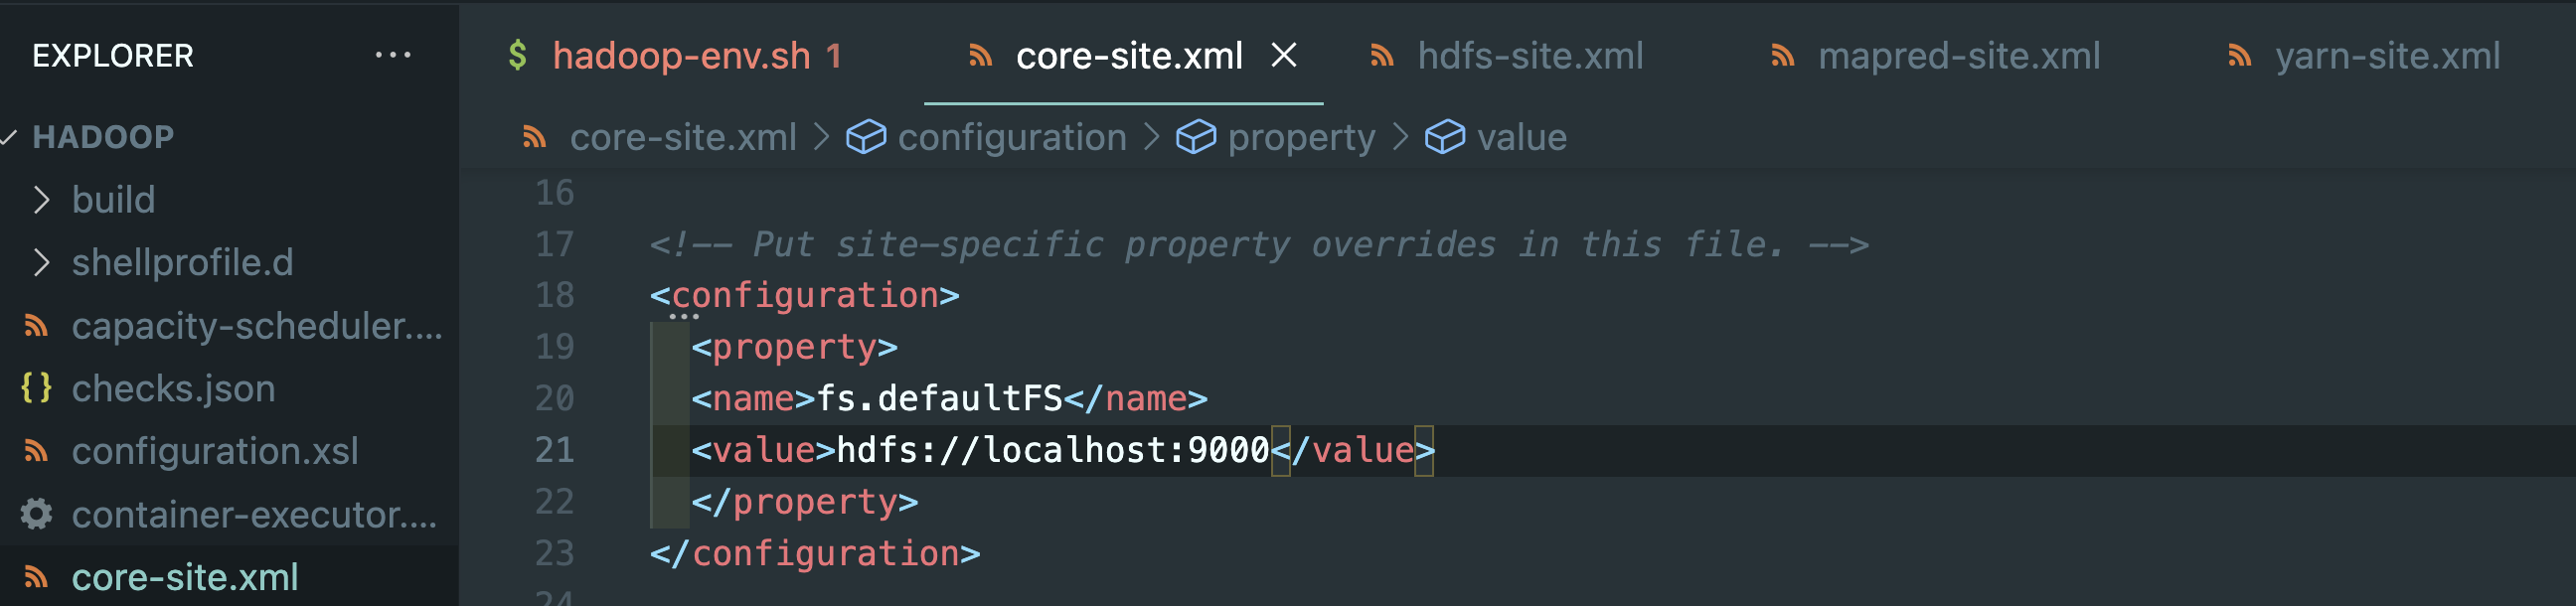 EXPLORER ...
HADOOP
build
shellprofile.d
capacity-scheduler....
checks.json
configuration.xsl
container-executor....
core-site.xml
$ hadoop-env.sh 1 core-site.xml hdfs-site.xml mapred-site.xml yarn-site.xml
core-site.xml > configuration > property > value
16
17 <!-- Put site-specific property overrides in this file. -->
18 <configuration>
19 <property>
20 <name>fs.defaultFS</name>
21 <value>hdfs://localhost:9000</value>
22 </property>
23 </configuration>
24